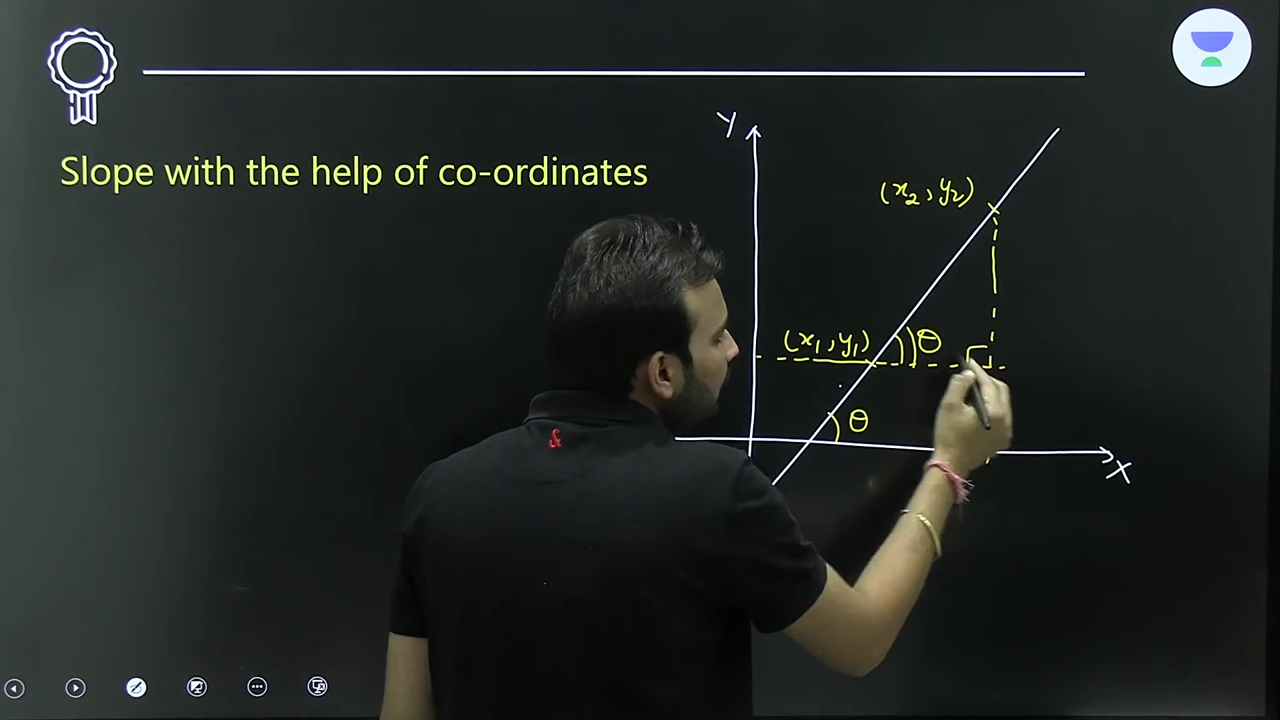 Slope with the help of co-ordinates
Y
(x₂, y₂)
(x₁, y₁)
θ
θ
X